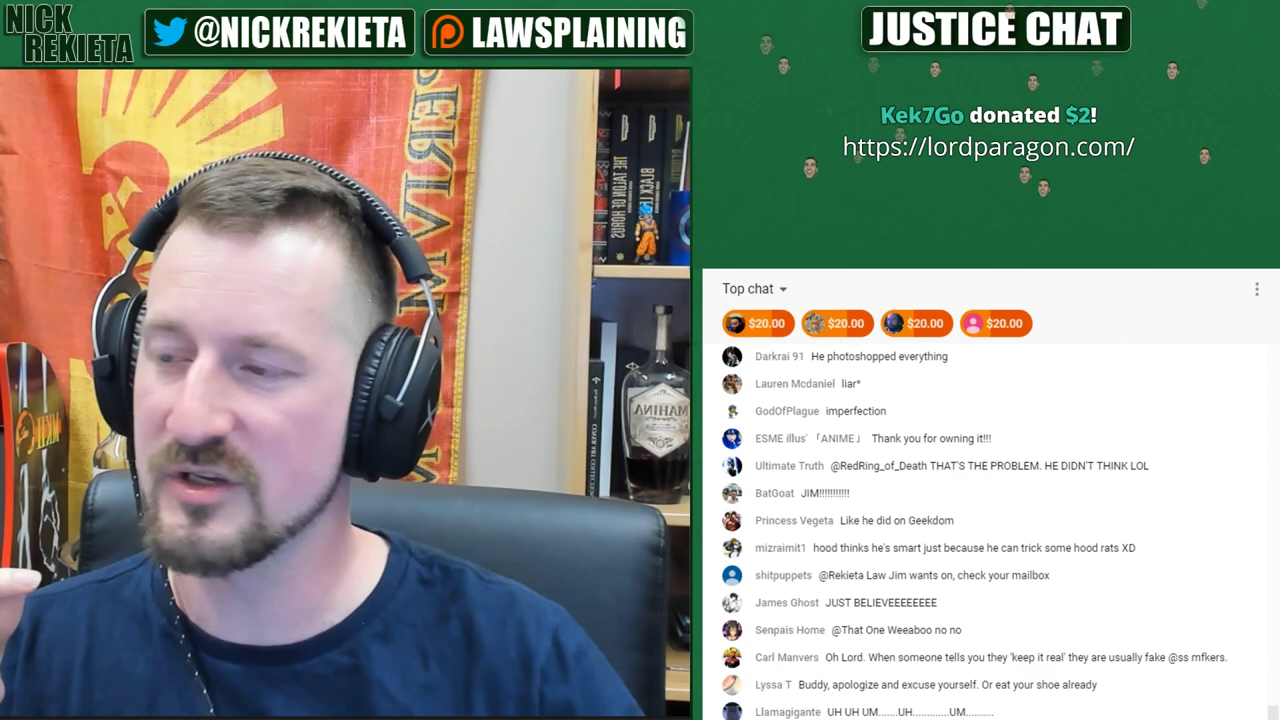 NICK
REKIETA
@NICKREKIETA
LAWSPLAINING
JUSTICE CHAT
Kek7Go donated $2!
https://lordparagon.com/
THE TALON OF HORUS
MAHINA
Top chat
$20.00
$20.00
$20.00
$20.00
Darkrai 91 He photoshopped everything
Lauren Mcdaniel liar*
GodOfPlague imperfection
ESME illus' 「ANIME」 Thank you for owning it!!!
Ultimate Truth @RedRing_of_Death THAT'S THE PROBLEM. HE DIDN'T THINK LOL
BatGoat JIM!!!!!!!!!!!
Princess Vegeta Like he did on Geekdom
mizraimit1 hood thinks he's smart just because he can trick some hood rats XD
shitpuppets @Rekieta Law Jim wants on, check your mailbox
James Ghost JUST BELIEVEEEEEEEE
Senpais Home @That One Weeaboo no no
Carl Manvers Oh Lord. When someone tells you they 'keep it real' they are usually fake @ss mfkers.
Lyssa T Buddy, apologize and excuse yourself. Or eat your shoe already
Llamagigante UH UH UM.......UH............UM..........